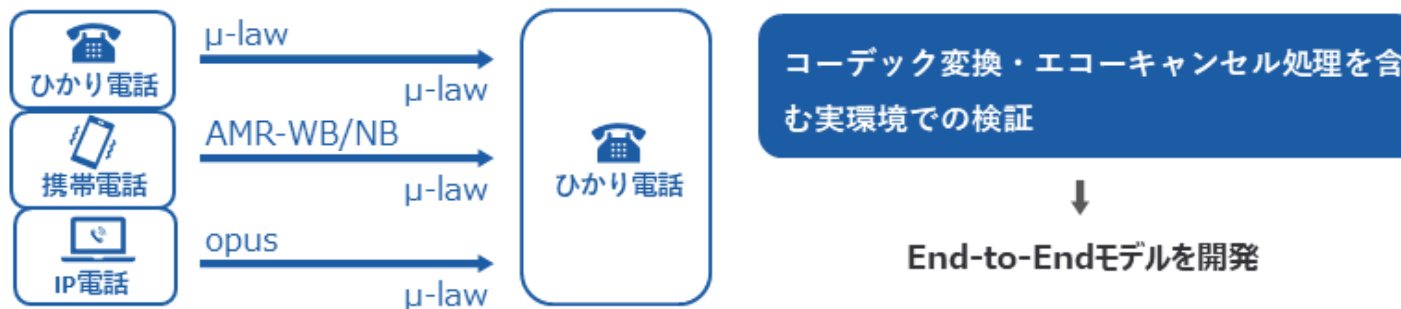 ひかり電話
μ-law
μ-law
携帯電話
AMR-WB/NB
μ-law
IP電話
opus
μ-law
ひかり電話
コーデック変換・エコーキャンセル処理を含
む実環境での検証
End-to-Endモデルを開発